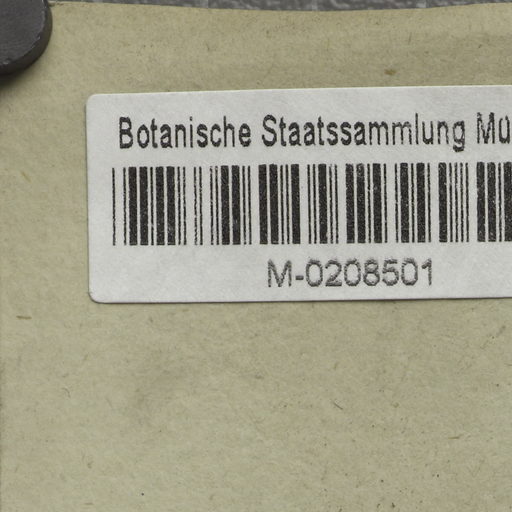 Botanische Staatssammlung Mü
M-0208501